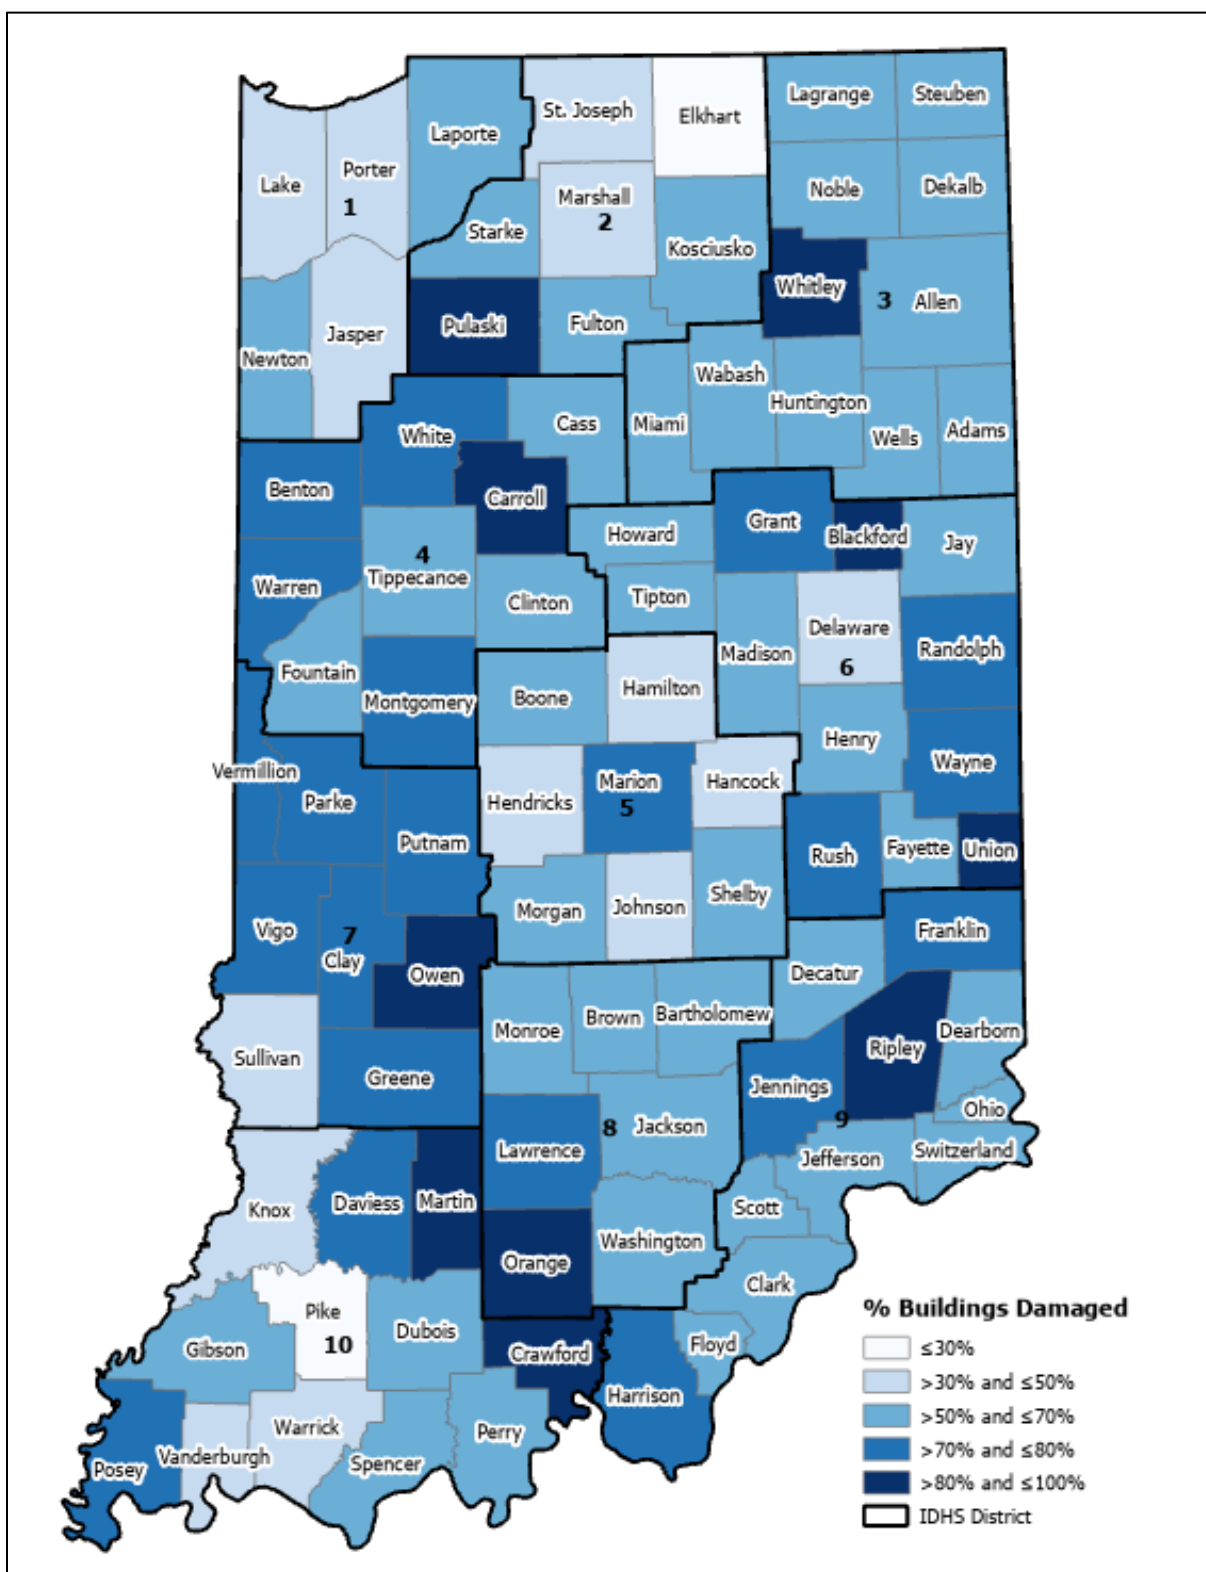 Lagrange
Steuben
St. Joseph
Elkhart
Laporte
Porter
Lake
1
Noble
Dekalb
Marshall
2
Starke
Kosciusko
Whitley
3
Allen
Pulaski
Fulton
Jasper
Newton
Wabash
Huntington
Miami
Cass
White
Wells
Adams
Benton
Carroll
Grant
Blackford
Howard
Jay
4
Tippecanoe
Warren
Clinton
Tipton
Delaware
6
Randolph
Madison
Fountain
Hamilton
Boone
Montgomery
Henry
Wayne
Vermillion
Parke
Hendricks
Marion
5
Hancock
Putnam
Rush
Fayette
Union
Shelby
Morgan
Johnson
Vigo
7
Clay
Franklin
Owen
Decatur
Monroe
Brown
Bartholomew
Dearborn
Ripley
Sullivan
Greene
Jennings
Ohio
9
8
Jackson
Lawrence
Jefferson
Switzerland
Knox
Daviess
Martin
Scott
Washington
Orange
Clark
Pike
10
Dubois
Gibson
Crawford
Floyd
Harrison
Warrick
Perry
Vanderburgh
Spencer
Posey
% Buildings Damaged
≤30%
>30% and ≤50%
>50% and ≤70%
>70% and ≤80%
>80% and ≤100%
IDHS District